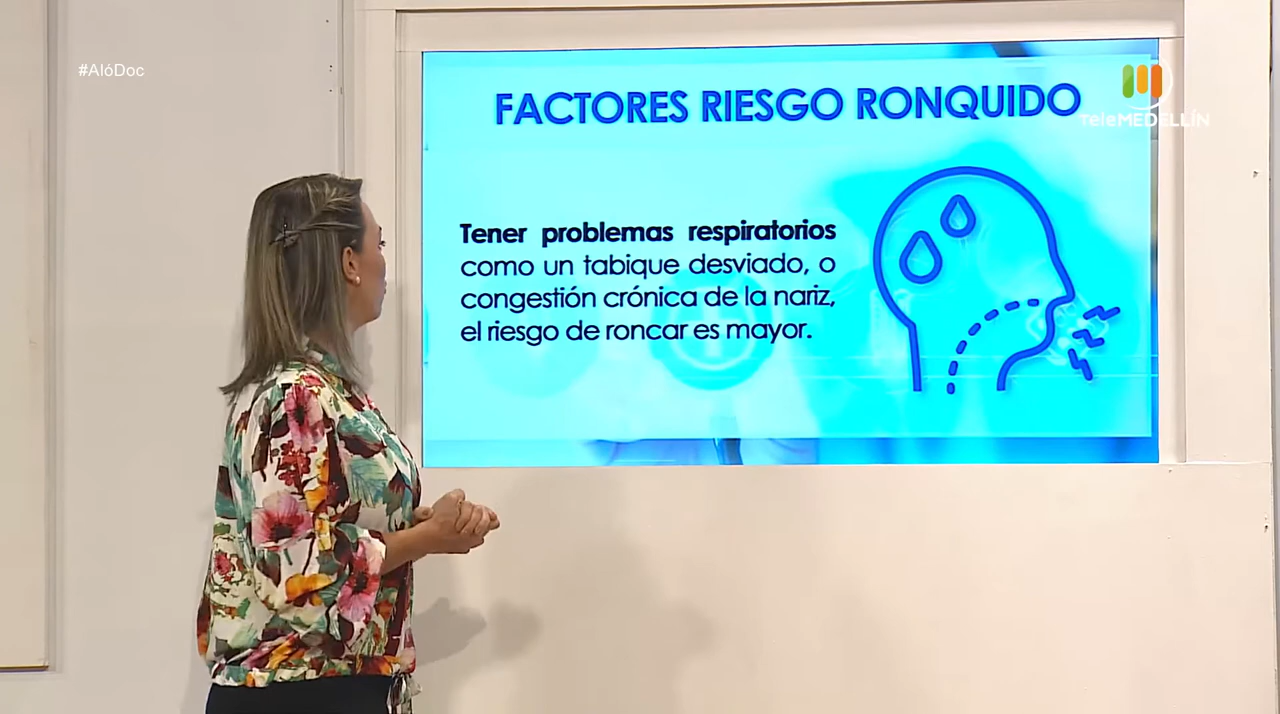 #AlóDoc
FACTORES RIESGO RONQUIDO
TeleMEDELLÍN
Tener problemas respiratorios
como un tabique desviado, o
congestión crónica de la nariz,
el riesgo de roncar es mayor.